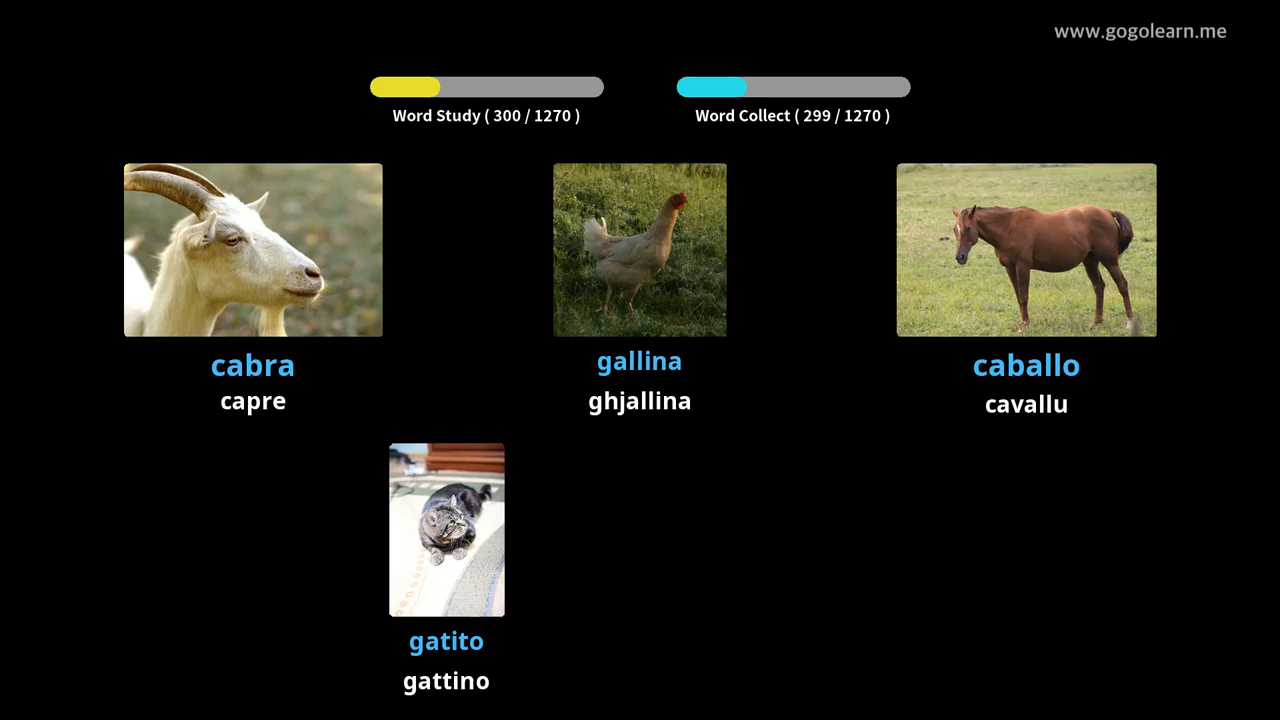 www.gogolearn.me
Word Study ( 300 / 1270 )
Word Collect ( 299 / 1270 )
cabra
capre
gallina
ghjallina
caballo
cavallu
gatito
gattino